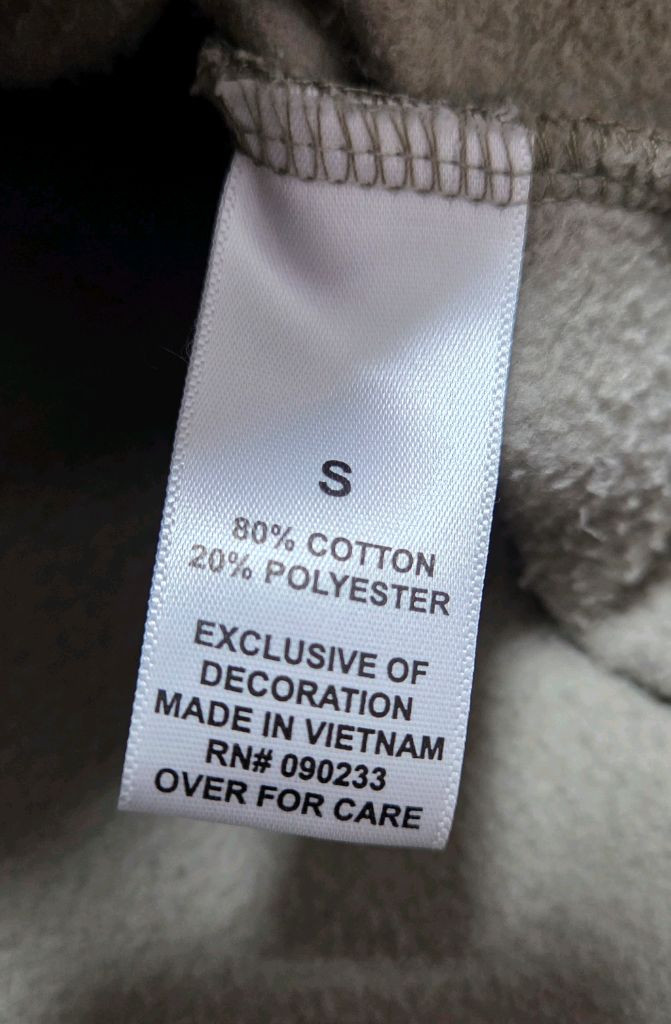 S
80% COTTON
20% POLYESTER
EXCLUSIVE OF
DECORATION
MADE IN VIETNAM
RN# 090233
OVER FOR CARE